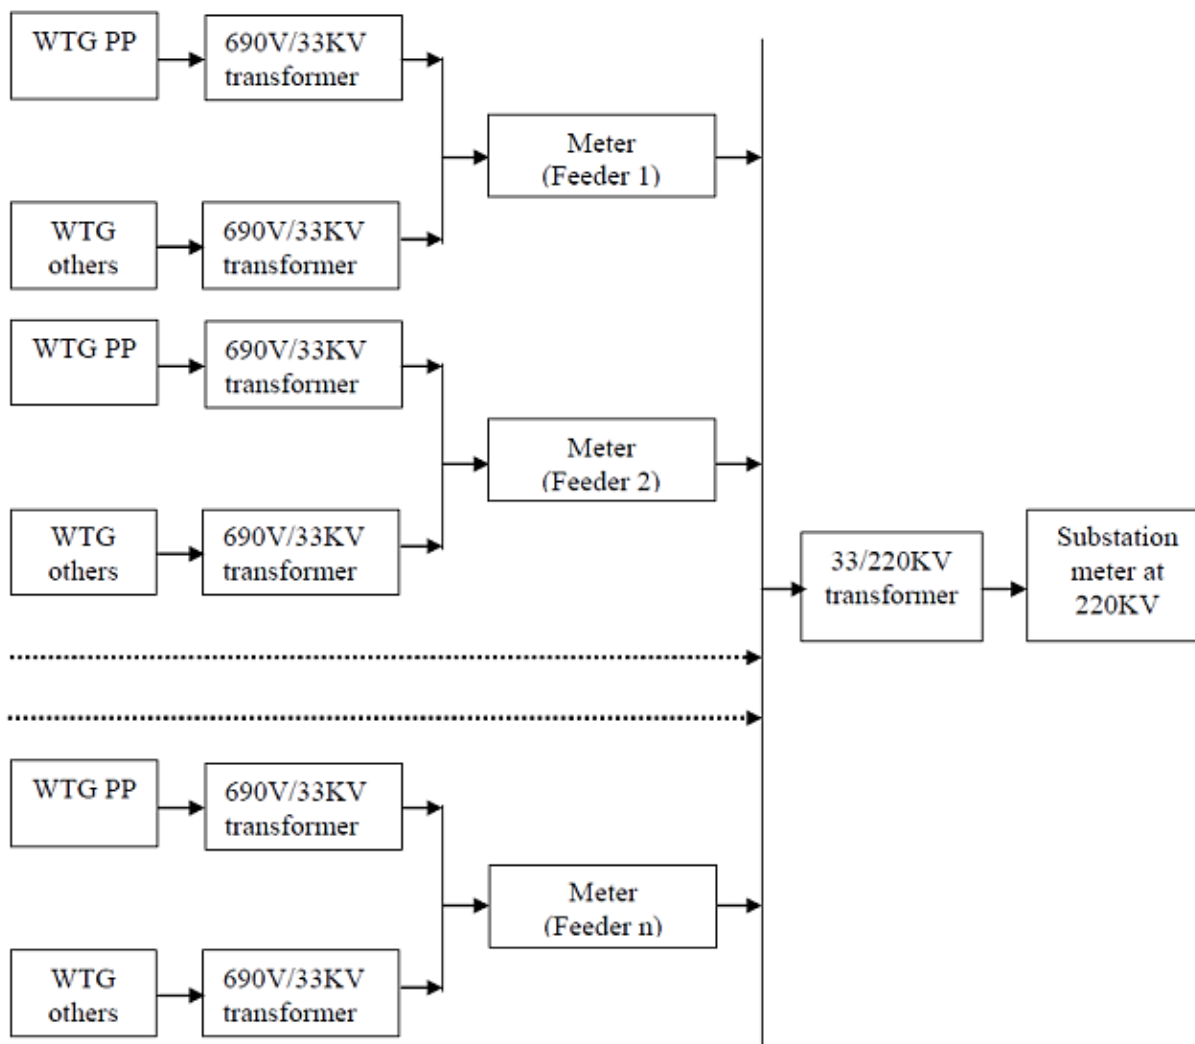 WTG PP
690V/33KV
transformer
Meter
(Feeder 1)
WTG
others
690V/33KV
transformer
WTG PP
690V/33KV
transformer
Meter
(Feeder 2)
WTG
others
690V/33KV
transformer
33/220KV
transformer
Substation
meter at
220KV
WTG PP
690V/33KV
transformer
Meter
(Feeder n)
WTG
others
690V/33KV
transformer